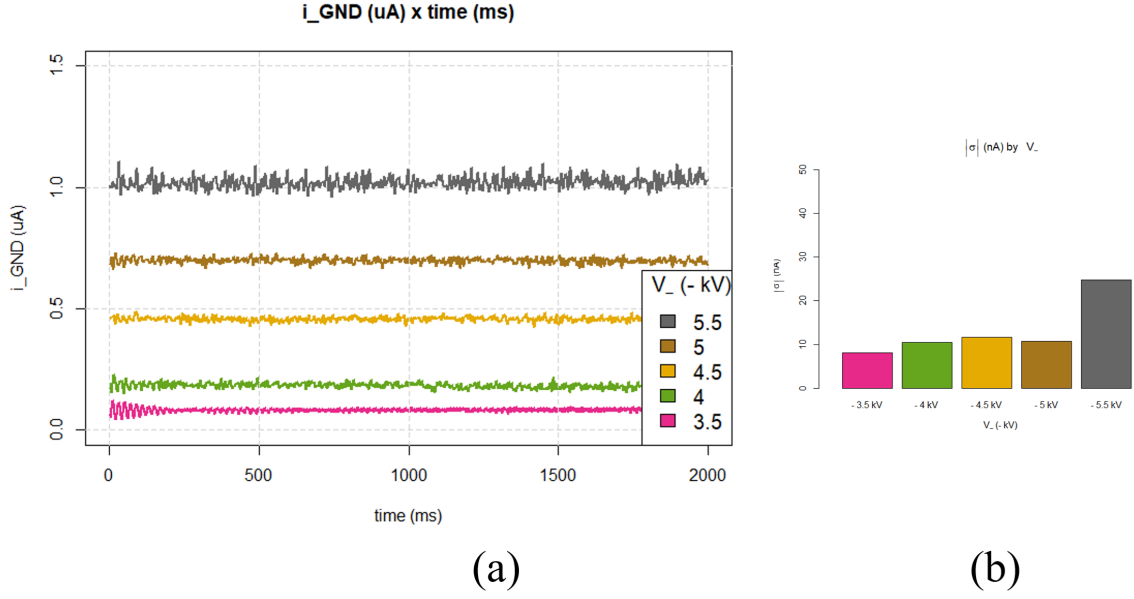 i_GND (uA) x time (ms)
1.5
1.0
0.5
0.0
i_GND (uA)
V_ (- kV)
5.5
5
4.5
4
3.5
0 500 1000 1500 2000
time (ms)
(a)
|σ| (nA) by V_
50
40
30
20
10
0
|σ| (nA)
- 3.5 kV - 4 kV - 4.5 kV - 5 kV - 5.5 kV
V_ (- kV)
(b)